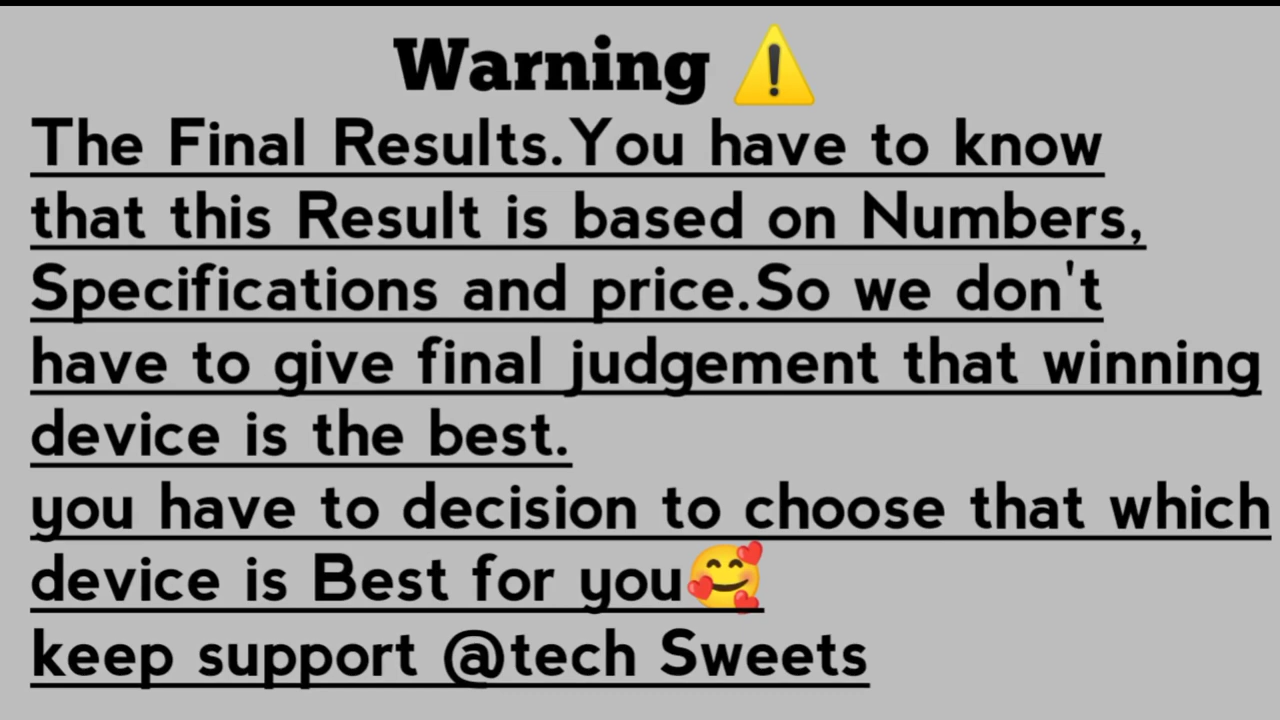 Warning ⚠️
The Final Results.You have to know
that this Result is based on Numbers,
Specifications and price.So we don't
have to give final judgement that winning
device is the best.
you have to decision to choose that which
device is Best for you🥰
keep support @tech Sweets